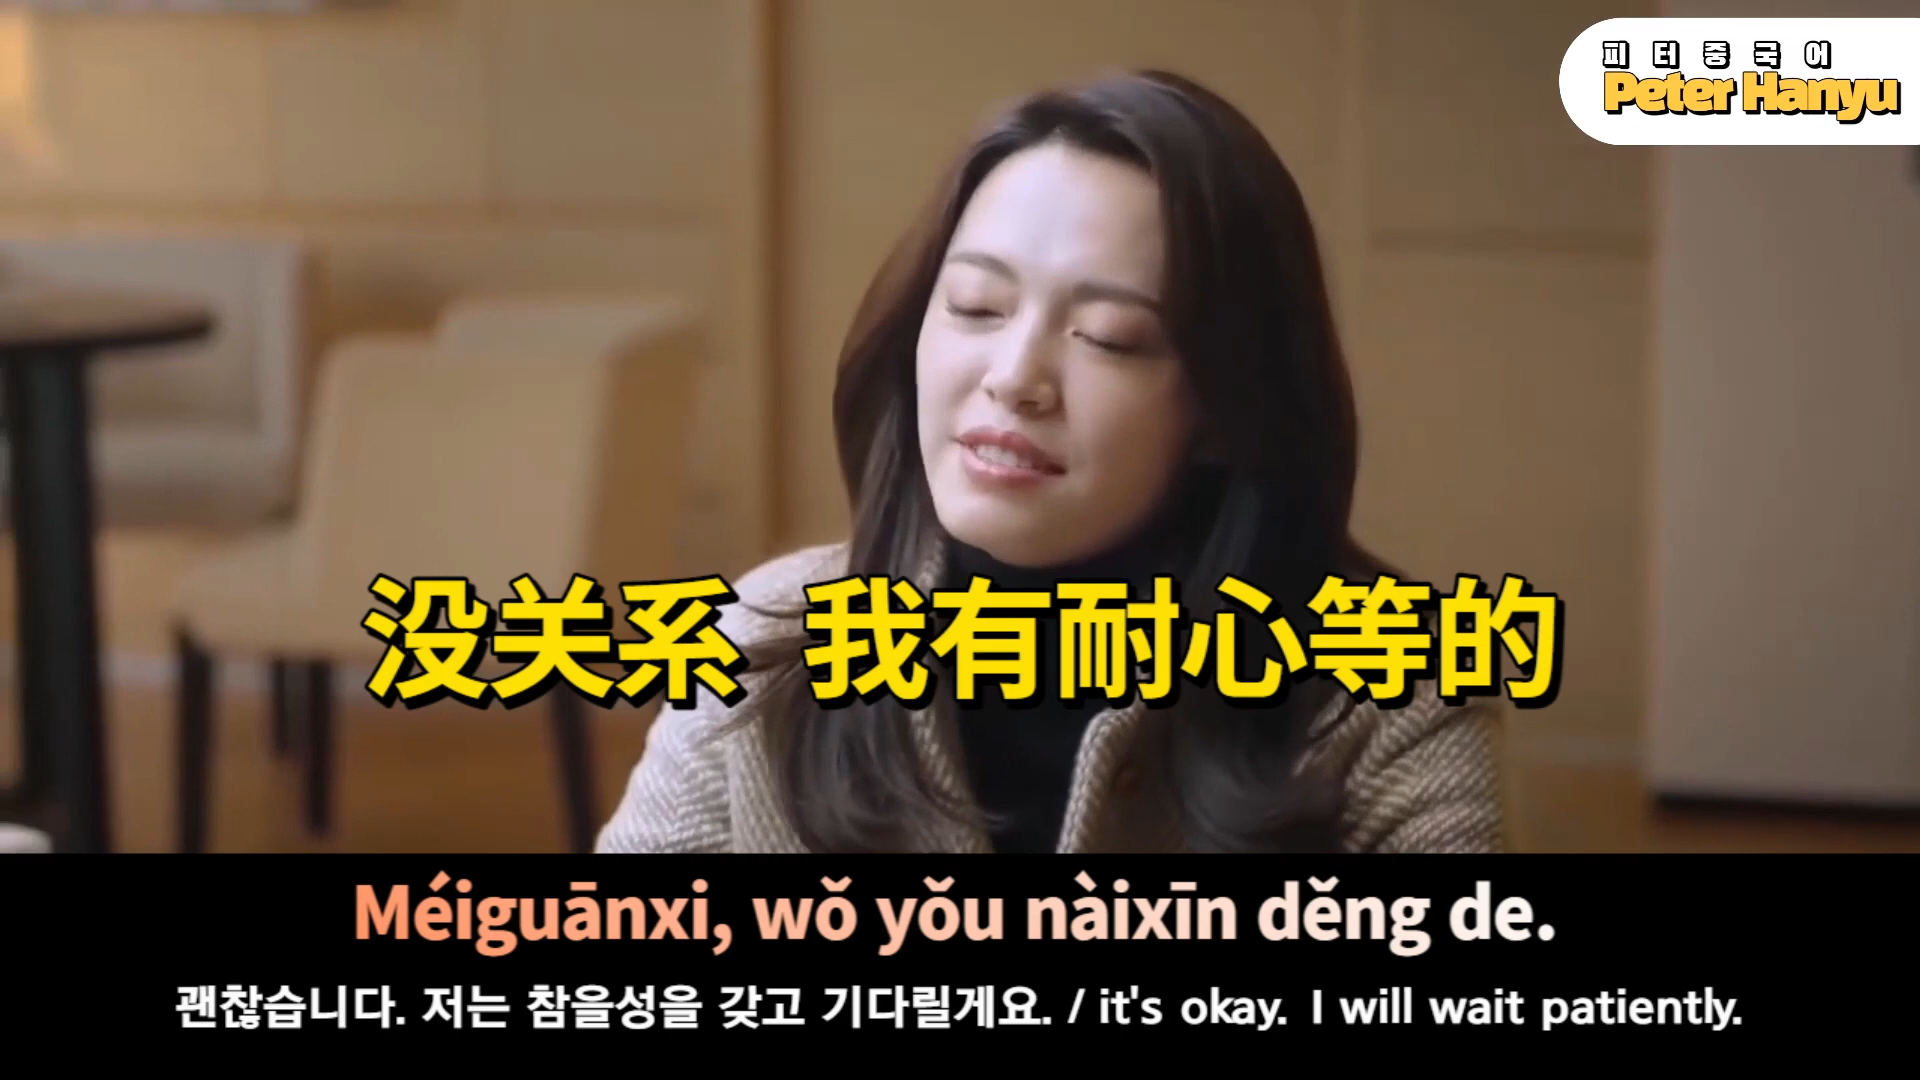 피터중국어
Peter Hanyu
没关系 我有耐心等的
Méiguānxi, wǒ yǒu nàixīn děng de.
괜찮습니다. 저는 참을성을 갖고 기다릴게요. / it's okay. I will wait patiently.